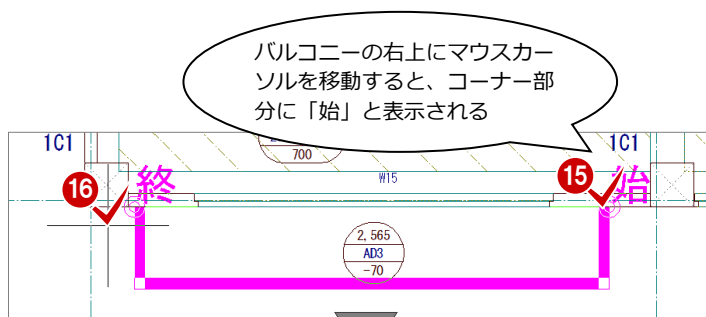 バルコニーの右上にマウスカー
ソルを移動すると、コーナー部
分に「始」と表示される
1C1
1C1
700
W15
16
終
15
始
2,565
AD3
-70